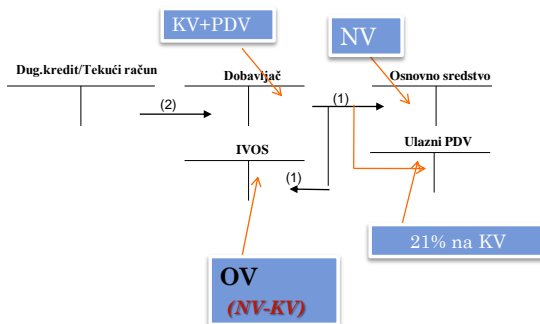 KV+PDV
NV
Dug.kredit/Tekući račun
Dobavljač
Osnovno sredstvo
(2)
(1)
IVOS
Ulazni PDV
(1)
21% na KV
OV
(NV-KV)